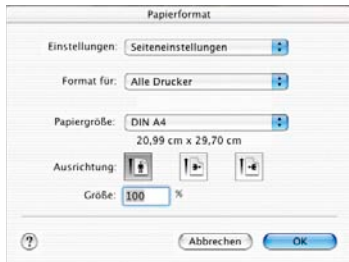 Papierformat
Einstellungen: Seiteneinstellungen
Format für: Alle Drucker
Papiergröße: DIN A4
20,99 cm x 29,70 cm
Ausrichtung:
Größe: 100 %
? Abbrechen OK